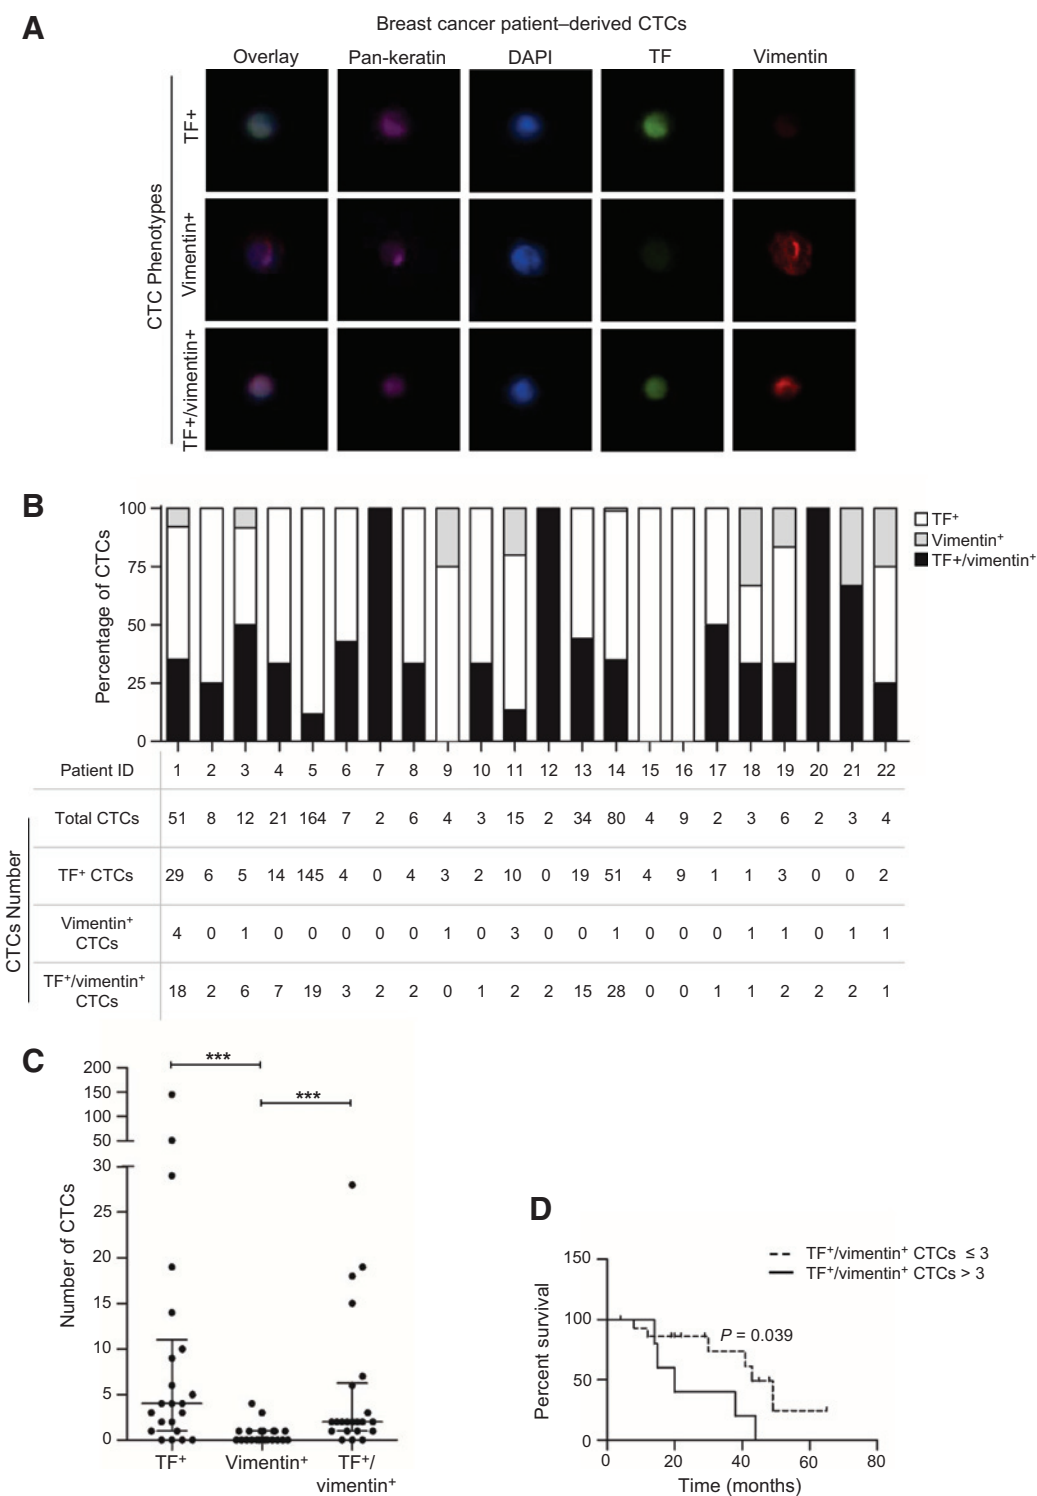 A
Breast cancer patient–derived CTCs
Overlay Pan-keratin DAPI TF Vimentin
CTC Phenotypes
TF+
Vimentin+
TF+/vimentin+
B
Percentage of CTCs
100
75
50
25
0
TF⁺
Vimentin⁺
TF+/vimentin⁺
Patient ID 1 2 3 4 5 6 7 8 9 10 11 12 13 14 15 16 17 18 19 20 21 22
CTCs Number
Total CTCs 51 8 12 21 164 7 2 6 4 3 15 2 34 80 4 9 2 3 6 2 3 4
TF⁺ CTCs 29 6 5 14 145 4 0 4 3 2 10 0 19 51 4 9 1 1 3 0 0 2
Vimentin⁺
CTCs 4 0 1 0 0 0 0 0 1 0 3 0 0 1 0 0 0 1 1 0 1 1
TF⁺/vimentin⁺
CTCs 18 2 6 7 19 3 2 2 0 1 2 2 15 28 0 0 1 1 2 2 2 1
C
Number of CTCs
200
150
100
50
30
25
20
15
10
5
0
***
***
TF⁺ Vimentin⁺ TF⁺/
vimentin⁺
D
Percent survival
150
100
50
0
TF⁺/vimentin⁺ CTCs ≤ 3
TF⁺/vimentin⁺ CTCs > 3
P = 0.039
0 20 40 60 80
Time (months)